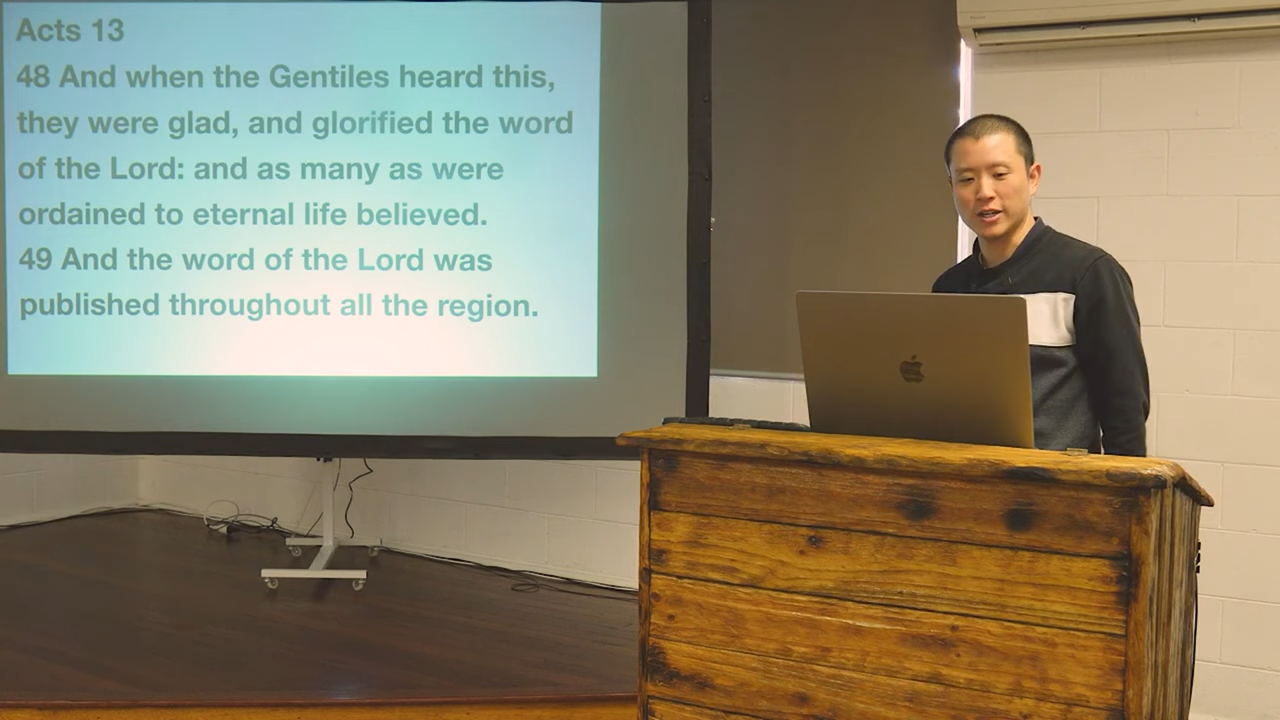 Acts 13
48 And when the Gentiles heard this,
they were glad, and glorified the word
of the Lord: and as many as were
ordained to eternal life believed.
49 And the word of the Lord was
published throughout all the region.